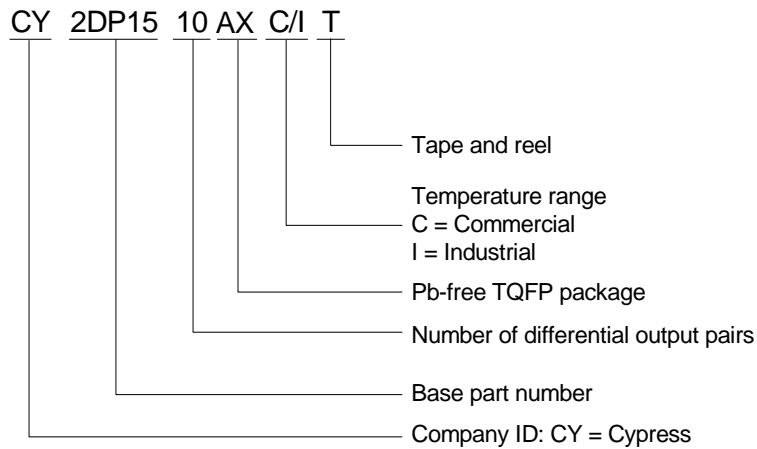 CY 2DP15 10 AX C/I T
Tape and reel
Temperature range
C = Commercial
I = Industrial
Pb-free TQFP package
Number of differential output pairs
Base part number
Company ID: CY = Cypress